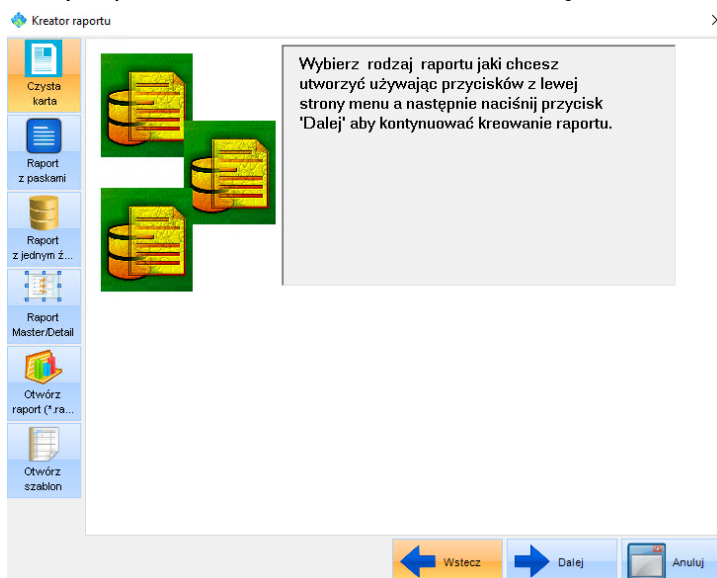 Kreator raportu
Czysta
karta
Raport
z paskami
Raport
z jednym ź...
Raport
Master/Detail
Otwórz
raport (*.ra...
Otwórz
szablon
Wybierz rodzaj raportu jaki chcesz
utworzyć używając przycisków z lewej
strony menu a następnie naciśnij przycisk
'Dalej' aby kontynuować kreowanie raportu.
Wstecz
Dalej
Anuluj